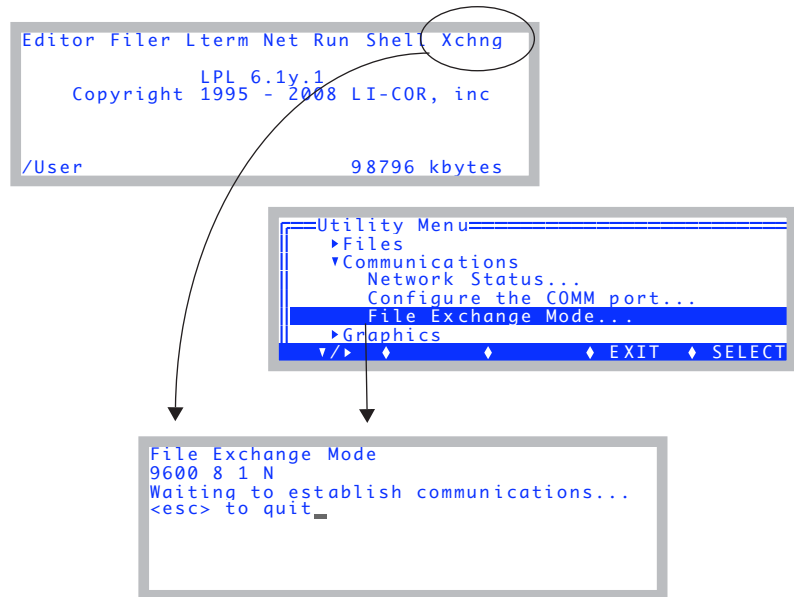 Editor Filer Lterm Net Run Shell Xchng
LPL 6.1y.1
Copyright 1995 - 2008 LI-COR, inc
/User 98796 kbytes
Utility Menu
▸Files
▾Communications
Network Status...
Configure the COMM port...
File Exchange Mode...
▸Graphics
▾/▸ ♦ ♦ ♦ EXIT ♦ SELECT
File Exchange Mode
9600 8 1 N
Waiting to establish communications...
<esc> to quit_